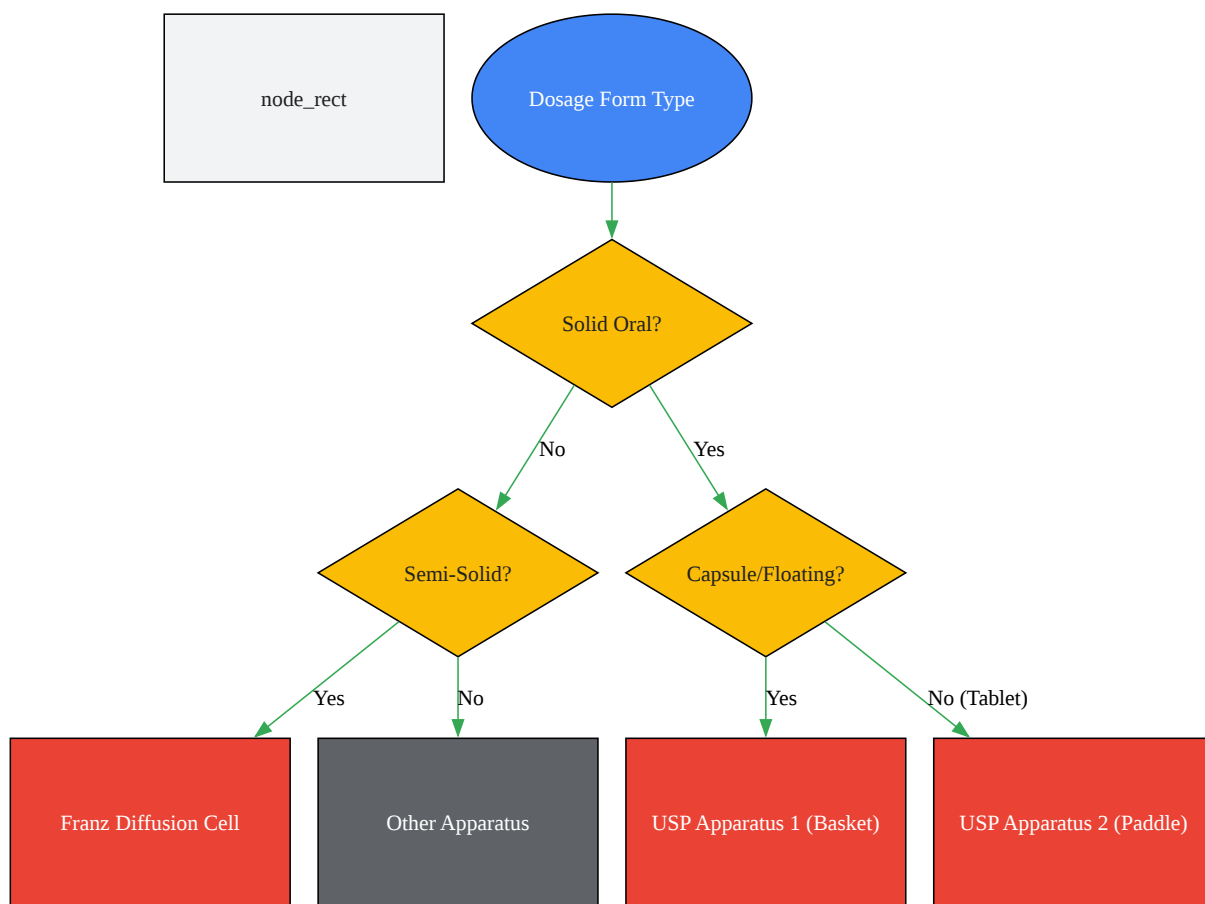 node_rect
Dosage Form Type
Solid Oral?
No
Yes
Semi-Solid?
Capsule/Floating?
Yes
No
Yes
No (Tablet)
Franz Diffusion Cell
Other Apparatus
USP Apparatus 1 (Basket)
USP Apparatus 2 (Paddle)